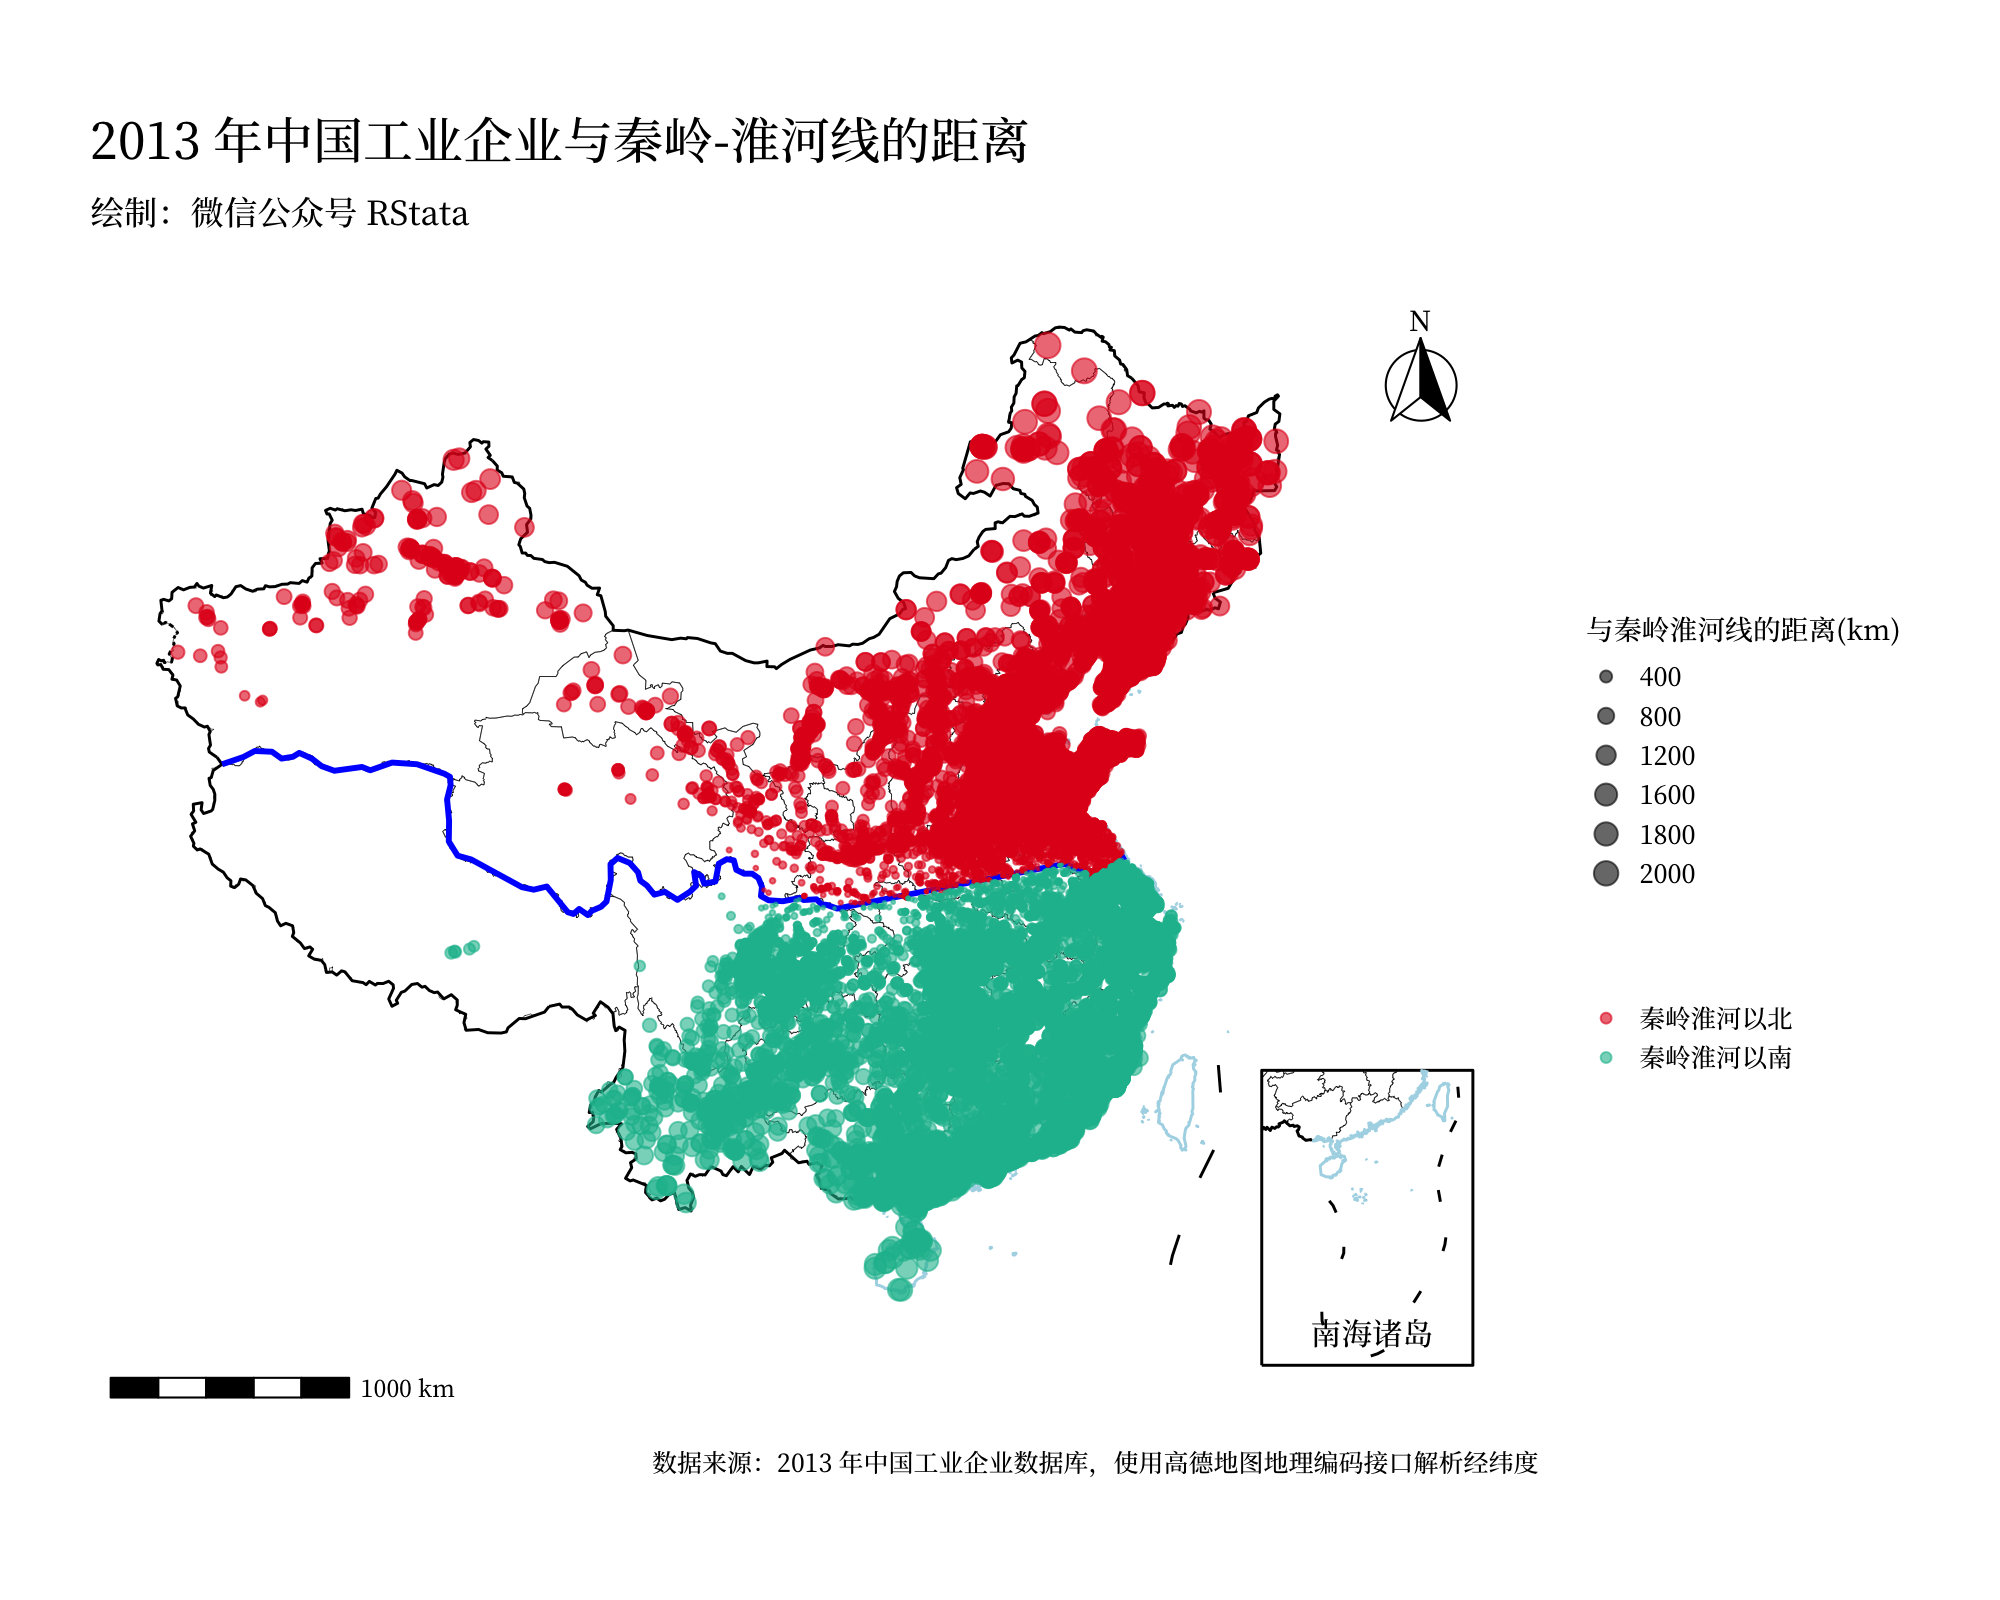 2013 年中国工业企业与秦岭-淮河线的距离
绘制：微信公众号 RStata
N
与秦岭淮河线的距离(km)
400
800
1200
1600
1800
2000
秦岭淮河以北
秦岭淮河以南
南海诸岛
1000 km
数据来源：2013 年中国工业企业数据库，使用高德地图地理编码接口解析经纬度